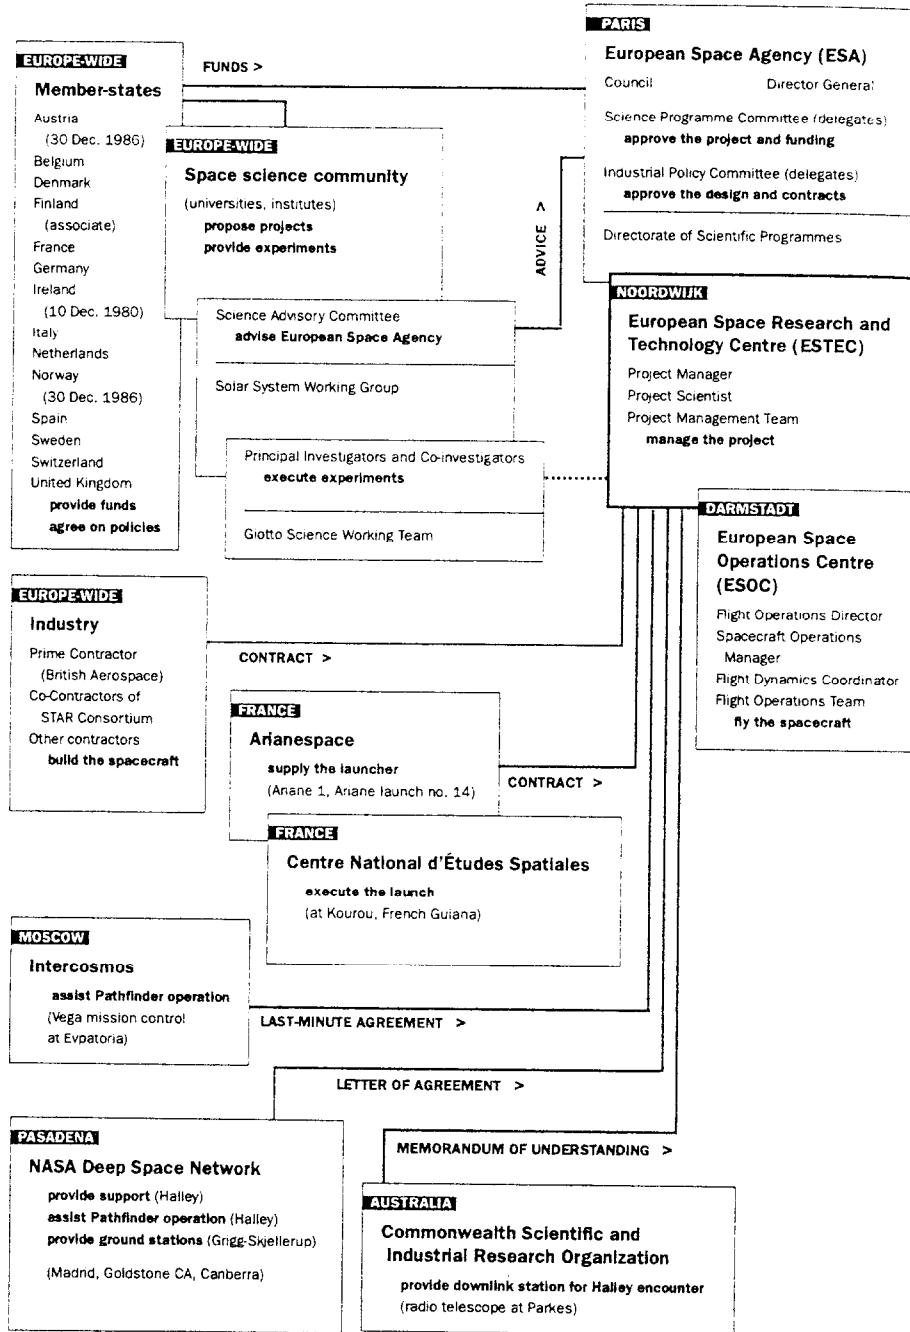 EUROPE-WIDE
Member-states
Austria
(30 Dec. 1986)
Belgium
Denmark
Finland
(associate)
France
Germany
Ireland
(10 Dec. 1980)
Italy
Netherlands
Norway
(30 Dec. 1986)
Spain
Sweden
Switzerland
United Kingdom
provide funds
agree on policies
FUNDS >
PARIS
European Space Agency (ESA)
Council Director General
Science Programme Committee (delegates)
approve the project and funding
Industrial Policy Committee (delegates)
approve the design and contracts
Directorate of Scientific Programmes
EUROPE-WIDE
Space science community
(universities, institutes)
propose projects
provide experiments
Science Advisory Committee
advise European Space Agency
Solar System Working Group
Principal Investigators and Co-investigators
execute experiments
Giotto Science Working Team
ADVICE >
NOORDWIJK
European Space Research and
Technology Centre (ESTEC)
Project Manager
Project Scientist
Project Management Team
manage the project
DARMSTADT
European Space
Operations Centre
(ESOC)
Flight Operations Director
Spacecraft Operations
Manager
Flight Dynamics Coordinator
Flight Operations Team
fly the spacecraft
EUROPE-WIDE
Industry
Prime Contractor
(British Aerospace)
Co-Contractors of
STAR Consortium
Other contractors
build the spacecraft
CONTRACT >
FRANCE
Arianespace
supply the launcher
(Ariane 1, Ariane launch no. 14)
CONTRACT >
FRANCE
Centre National d'Études Spatiales
execute the launch
(at Kourou, French Guiana)
MOSCOW
Intercosmos
assist Pathfinder operation
(Vega mission control
at Evpatoria)
LAST-MINUTE AGREEMENT >
LETTER OF AGREEMENT >
PASADENA
NASA Deep Space Network
provide support (Halley)
assist Pathfinder operation (Halley)
provide ground stations (Grigg-Skjellerup)
(Madrid, Goldstone CA, Canberra)
MEMORANDUM OF UNDERSTANDING >
AUSTRALIA
Commonwealth Scientific and
Industrial Research Organization
provide downlink station for Halley encounter
(radio telescope at Parkes)